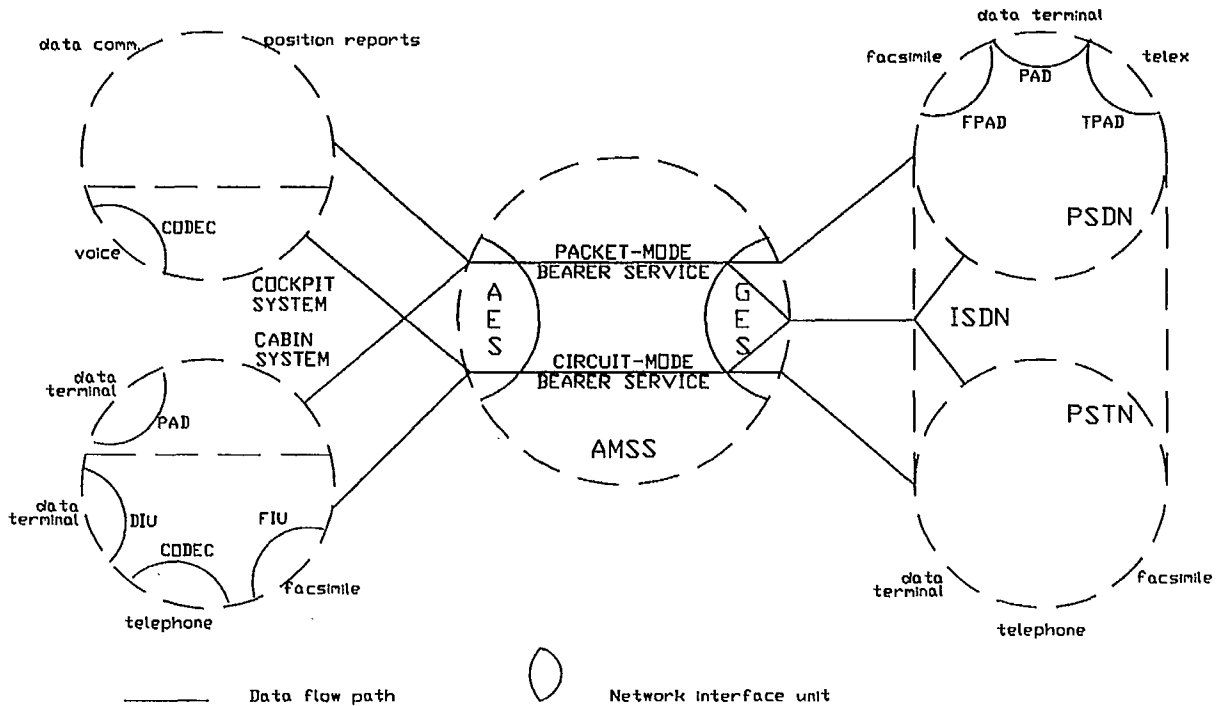 data comm.
position reports
CODEC
voice
COCKPIT
SYSTEM
CABIN
SYSTEM
data
terminal
PAD
data
terminal
DIU
FIU
CODEC
facsimile
telephone
PACKET-MODE
BEARER SERVICE
AES
GES
CIRCUIT-MODE
BEARER SERVICE
AMSS
data terminal
facsimile
telex
PAD
FPAD
TPAD
PSDN
ISDN
PSTN
data
terminal
facsimile
telephone
Data flow path
Network interface unit